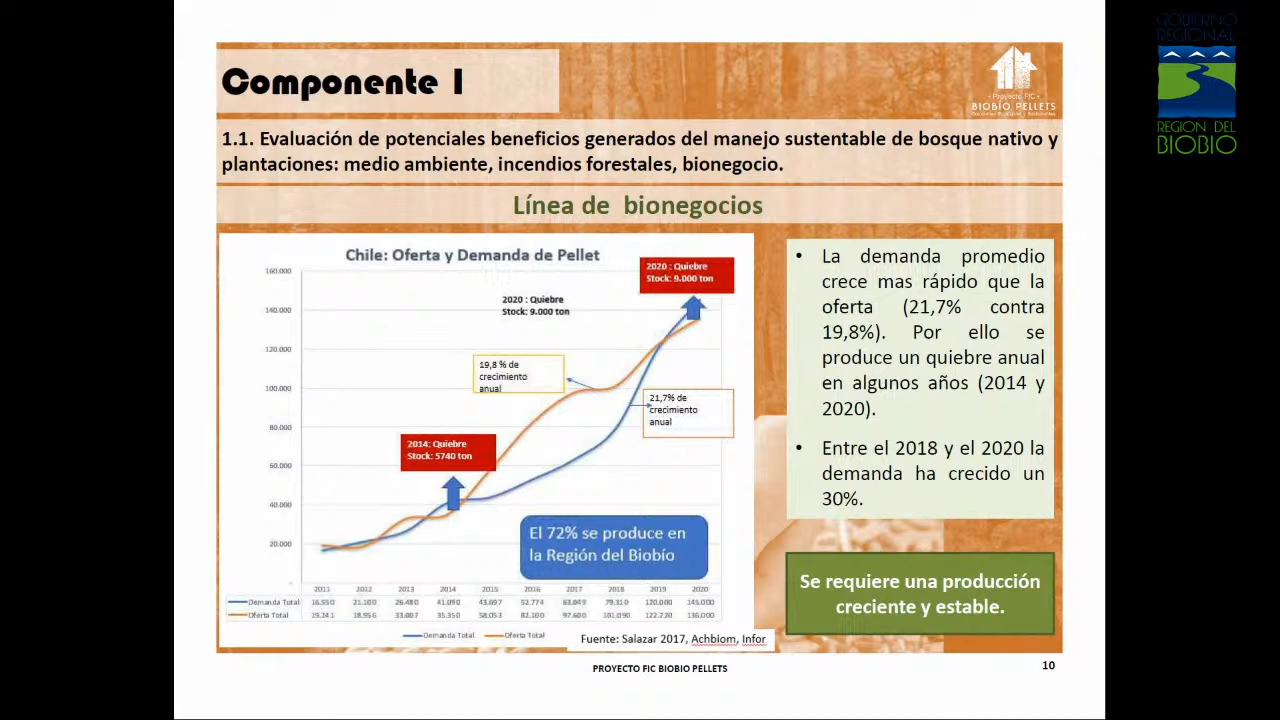 GOBIERNO
REGIONAL
REGION DEL
BIOBIO
Componente 1
Proyecto FIC
BIOBÍO PELLETS
1.1. Evaluación de potenciales beneficios generados del manejo sustentable de bosque nativo y
plantaciones: medio ambiente, incendios forestales, bionegocio.
Línea de bionegocios
Chile: Oferta y Demanda de Pellet
160.000
140.000
120.000
100.000
80.000
60.000
40.000
20.000
-
2020 : Quiebre
Stock: 9.000 ton
2020 : Quiebre
Stock: 9.000 ton
19,8 % de
crecimiento
anual
21,7% de
crecimiento
anual
2014: Quiebre
Stock: 5740 ton
El 72% se produce en
la Región del Biobío
2011 2012 2013 2014 2015 2016 2017 2018 2019 2020
Demanda Total 16.550 21.100 26.480 41.090 43.697 52.774 63.049 79.310 120.000 145.000
Oferta Total 19.241 18.956 33.007 35.350 58.053 82.100 97.600 101.090 122.720 136.000
Demanda Total Oferta Total
Fuente: Salazar 2017, Achbiom, Infor
• La demanda promedio
crece mas rápido que la
oferta (21,7% contra
19,8%). Por ello se
produce un quiebre anual
en algunos años (2014 y
2020).
• Entre el 2018 y el 2020 la
demanda ha crecido un
30%.
Se requiere una producción
creciente y estable.
PROYECTO FIC BIOBIO PELLETS
10